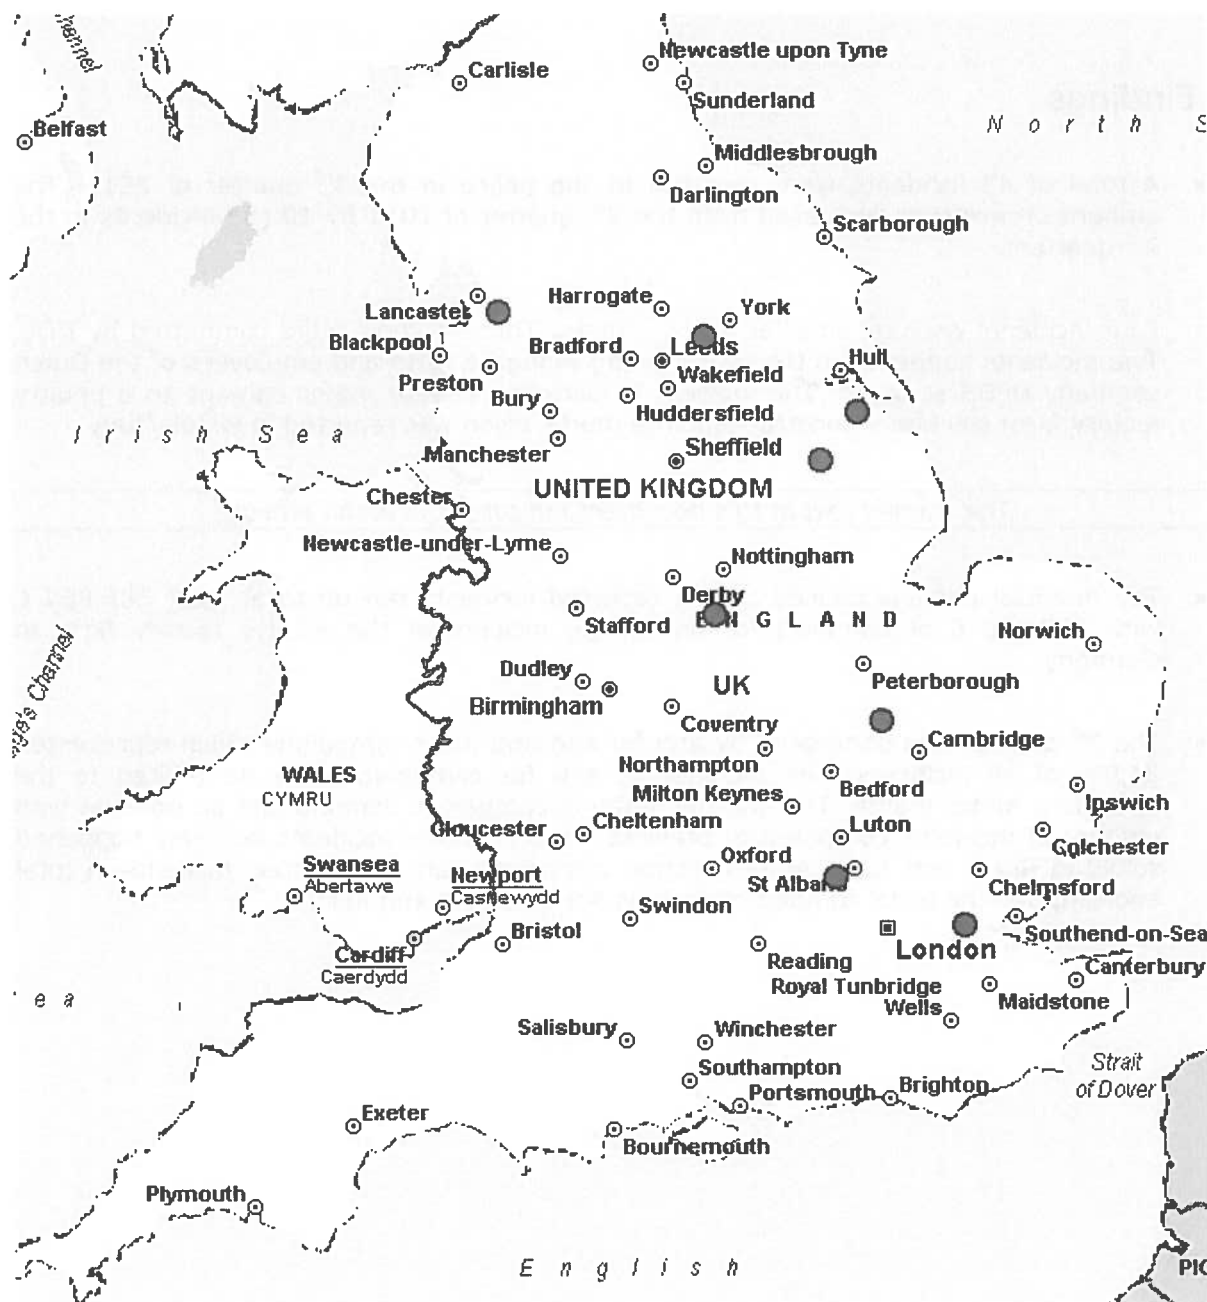 Newcastle upon Tyne
Carlisle
Sunderland
North S
Belfast
Middlesbrough
Darlington
Scarborough
Harrogate
York
Lancaster
Blackpool
Bradford
Leeds
Hull
Preston
Wakefield
Bury
Huddersfield
Irish Sea
Manchester
Sheffield
UNITED KINGDOM
Chester
Newcastle-under-Lyme
Nottingham
Derby
Stafford
ENGLAND
Norwich
Channel
Dudley
Peterborough
UK
Birmingham
Coventry
Cambridge
Northampton
WALES
CYMRU
Milton Keynes
Bedford
Ipswich
Gloucester
Cheltenham
Luton
Colchester
Swansea
Abertawe
Newport
Casnewydd
Oxford
St Albans
Chelmsford
Swindon
Bristol
Southend-on-Sea
London
Cardiff
Caerdydd
Reading
Canterbury
Royal Tunbridge
Wells
Maidstone
ea
Salisbury
Winchester
Southampton
Strait
of Dover
Portsmouth
Brighton
Exeter
Bournemouth
Plymouth
English
PIC